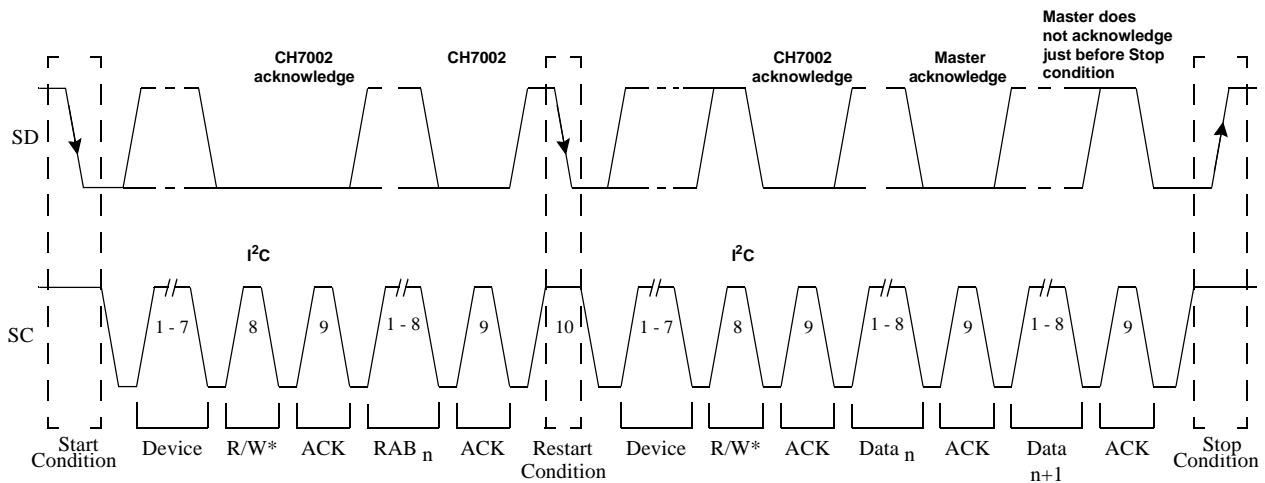 Master does
not acknowledge
just before Stop
condition
CH7002
acknowledge
CH7002
CH7002
acknowledge
Master
acknowledge
SD
I²C
I²C
SC
1 - 7
8
9
1 - 8
9
10
1 - 7
8
9
1 - 8
9
1 - 8
9
Start
Condition
Device
R/W*
ACK
RAB n
ACK
Restart
Condition
Device
R/W*
ACK
Data n
ACK
Data
n+1
ACK
Stop
Condition